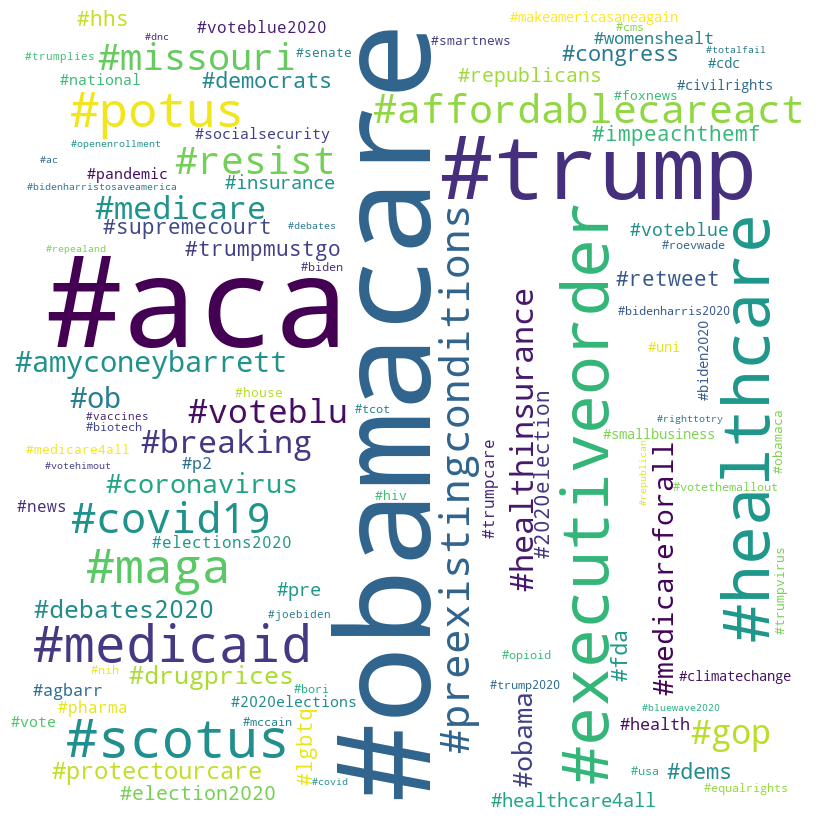 #hhs
#dnc
#voteblue2020
#makeamericasaneagain
#cms
#missouri
#senate
#trumplies
#smartnews
#womenshealt
#totalfail
#congress
#cdc
#national
#democrats
#republicans
#civilrights
#potus
#foxnews
#affordablecareact
#socialsecurity
#impeachthemf
#openenrollment
#resist
#ac
#trump
#pandemic
#insurance
#bidenharristosaveamerica
#medicare
#supremecourt
#debates
#voteblue
#repealand
#trumpmustgo
#roevwade
#biden
#aca
#obamacare
#preexistingconditions
#executiveorder
#healthcare
#retweet
#healthinsurance
#bidenharris2020
#amyconeybarrett
#uni
#biden2020
#house
#ob
#voteblu
#tcot
#2020election
#vaccines
#righttotry
#biotech
#smallbusiness
#obamaca
#breaking
#medicare4all
#votehimout
#p2
#trumpcare
#republican
#medicareforall
#coronavirus
#hiv
#votethemallout
#news
#covid19
#elections2020
#maga
#trumpvirus
#pre
#debates2020
#joebiden
#medicaid
#fda
#opioid
#nih
#drugprices
#climatechange
#agbarr
#bori
#trump2020
#2020elections
#pharma
#bluewave2020
#vote
#mccain
#lgbtq
#obama
#health
#scotus
#gop
#protectourcare
#covid
#usa
#dems
#equalrights
#election2020
#healthcare4all